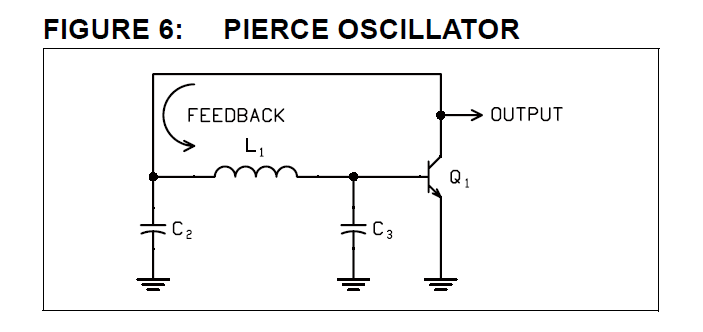 FIGURE 6: PIERCE OSCILLATOR
OUTPUT
FEEDBACK
L1
Q1
C2
C3